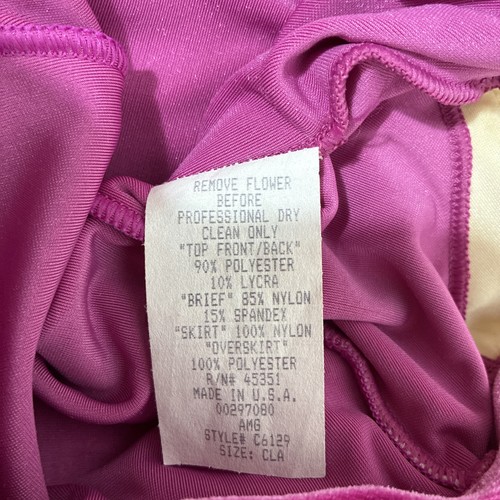 REMOVE FLOWER
BEFORE
PROFESSIONAL DRY
CLEAN ONLY
"TOP FRONT/BACK"
90% POLYESTER
10% LYCRA
"BRIEF" 85% NYLON
15% SPANDEX
"SKIRT" 100% NYLON
"OVERSKIRT"
100% POLYESTER
R/N# 45351
MADE IN U.S.A.
00297080
AMG
STYLE# C6129
SIZE: CLA